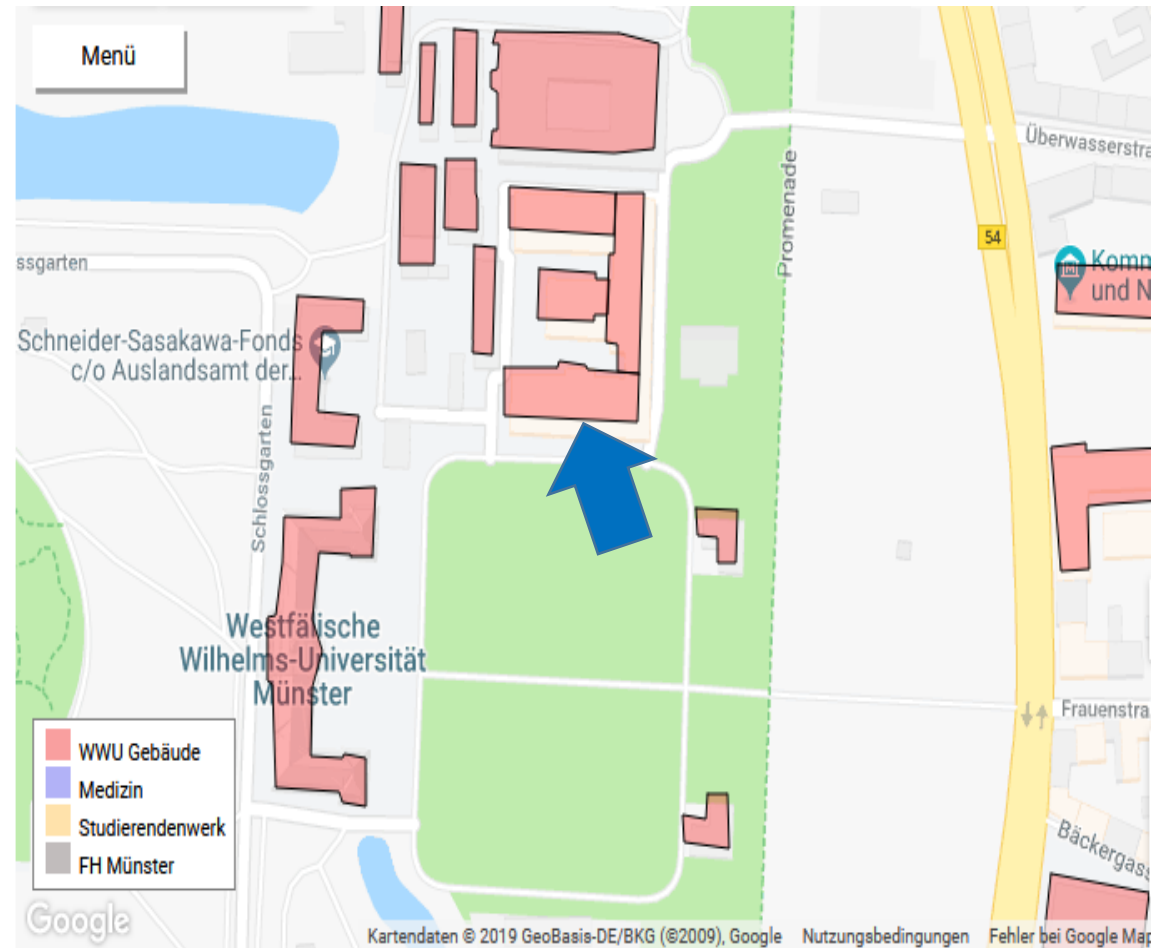 Menü
Überwasserstra
Promenade
54
ssgarten
Komm
und N
Schneider-Sasakawa-Fonds
c/o Auslandsamt der...
Schlossgarten
Westfälische
Wilhelms-Universität
Münster
Frauenstra
WWU Gebäude
Medizin
Studierendenwerk
FH Münster
Bäckergass
Google
Kartendaten © 2019 GeoBasis-DE/BKG (©2009), Google Nutzungsbedingungen Fehler bei Google Map